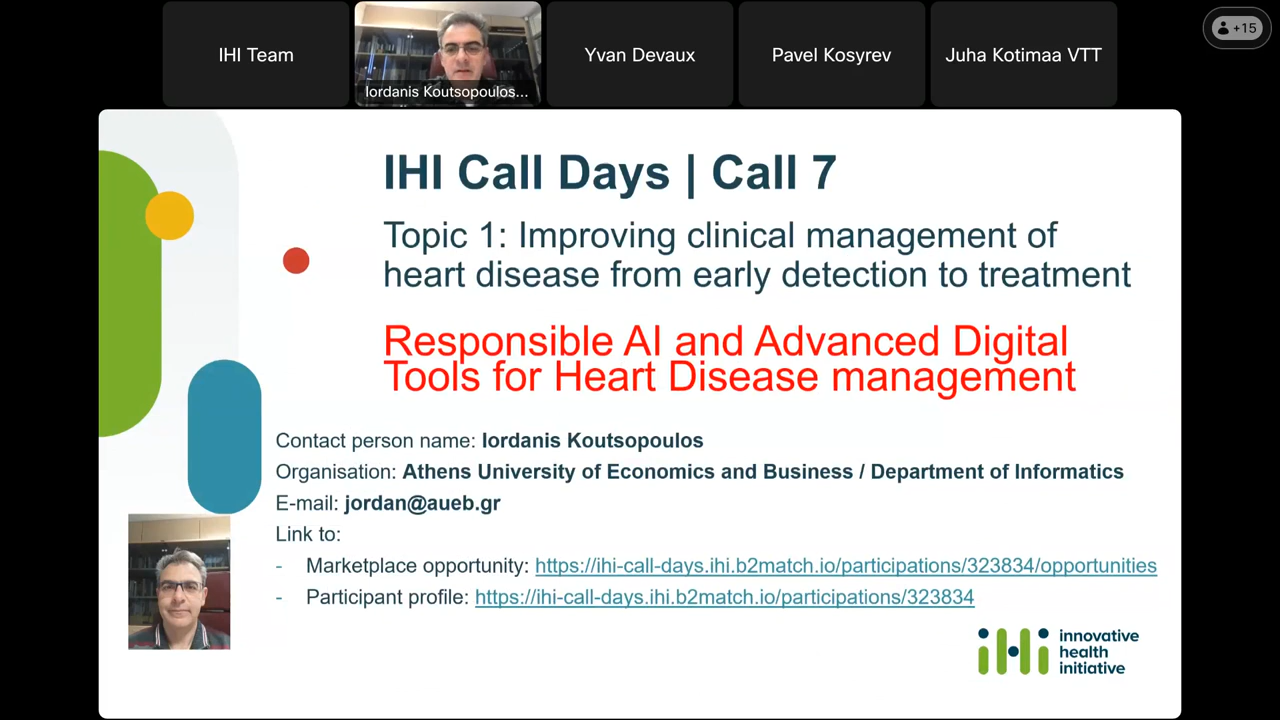 IHI Team
Iordanis Koutsopoulos...
Yvan Devaux
Pavel Kosyrev
Juha Kotimaa VTT
+15
IHI Call Days | Call 7
Topic 1: Improving clinical management of
heart disease from early detection to treatment
Responsible AI and Advanced Digital
Tools for Heart Disease management
Contact person name: Iordanis Koutsopoulos
Organisation: Athens University of Economics and Business / Department of Informatics
E-mail: jordan@aueb.gr
Link to:
- Marketplace opportunity: https://ihi-call-days.ihi.b2match.io/participations/323834/opportunities
- Participant profile: https://ihi-call-days.ihi.b2match.io/participations/323834
ihi innovative
health
initiative